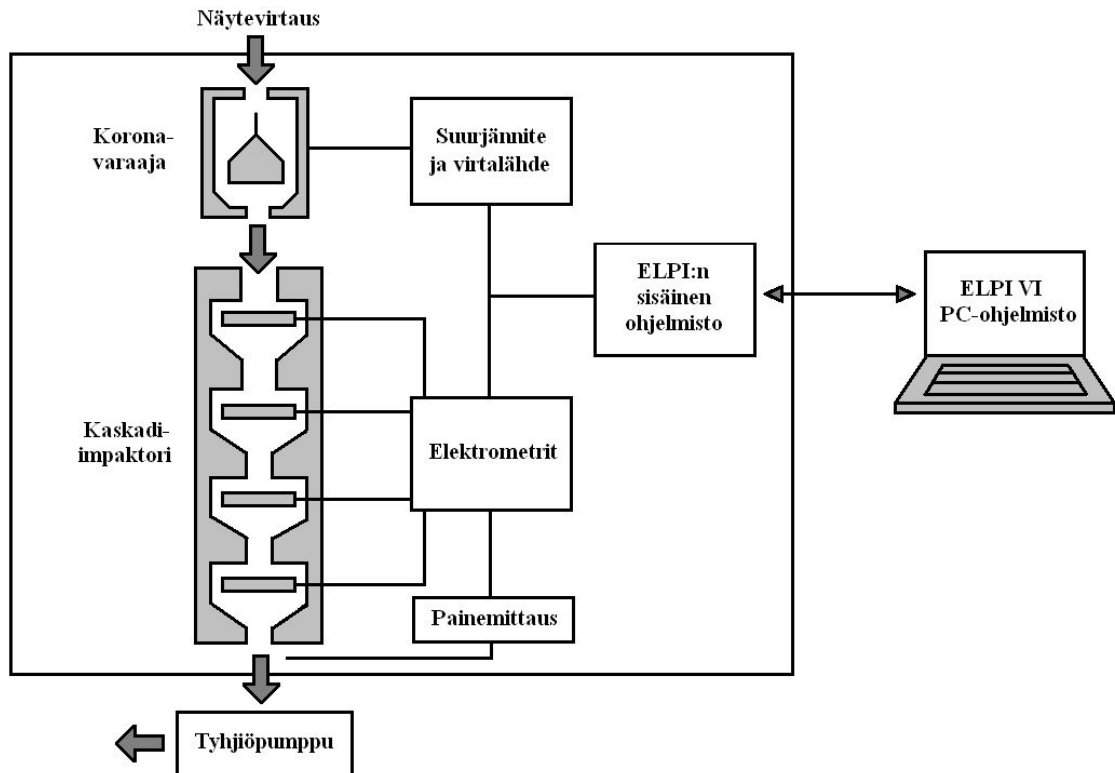 Näytevirtaus
Korona-
varaaja
Suurjännite
ja virtalähde
ELPI:n
sisäinen
ohjelmisto
ELPI VI
PC-ohjelmisto
Kaskadi-
impaktori
Elektrometrit
Painemittaus
Tyhjiöpumppu